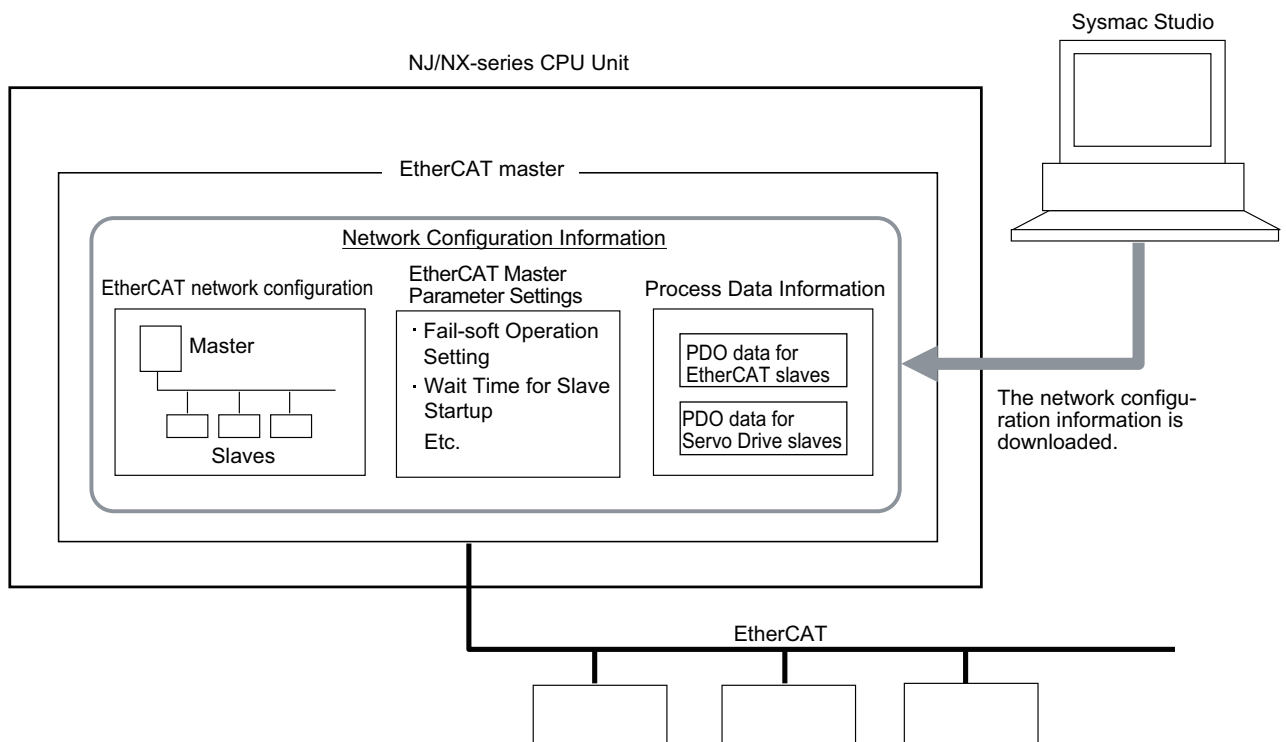 Sysmac Studio
NJ/NX-series CPU Unit
EtherCAT master
Network Configuration Information
EtherCAT network configuration
Master
Slaves
EtherCAT Master
Parameter Settings
· Fail-soft Operation
Setting
· Wait Time for Slave
Startup
Etc.
Process Data Information
PDO data for
EtherCAT slaves
PDO data for
Servo Drive slaves
The network configu-
ration information is
downloaded.
EtherCAT